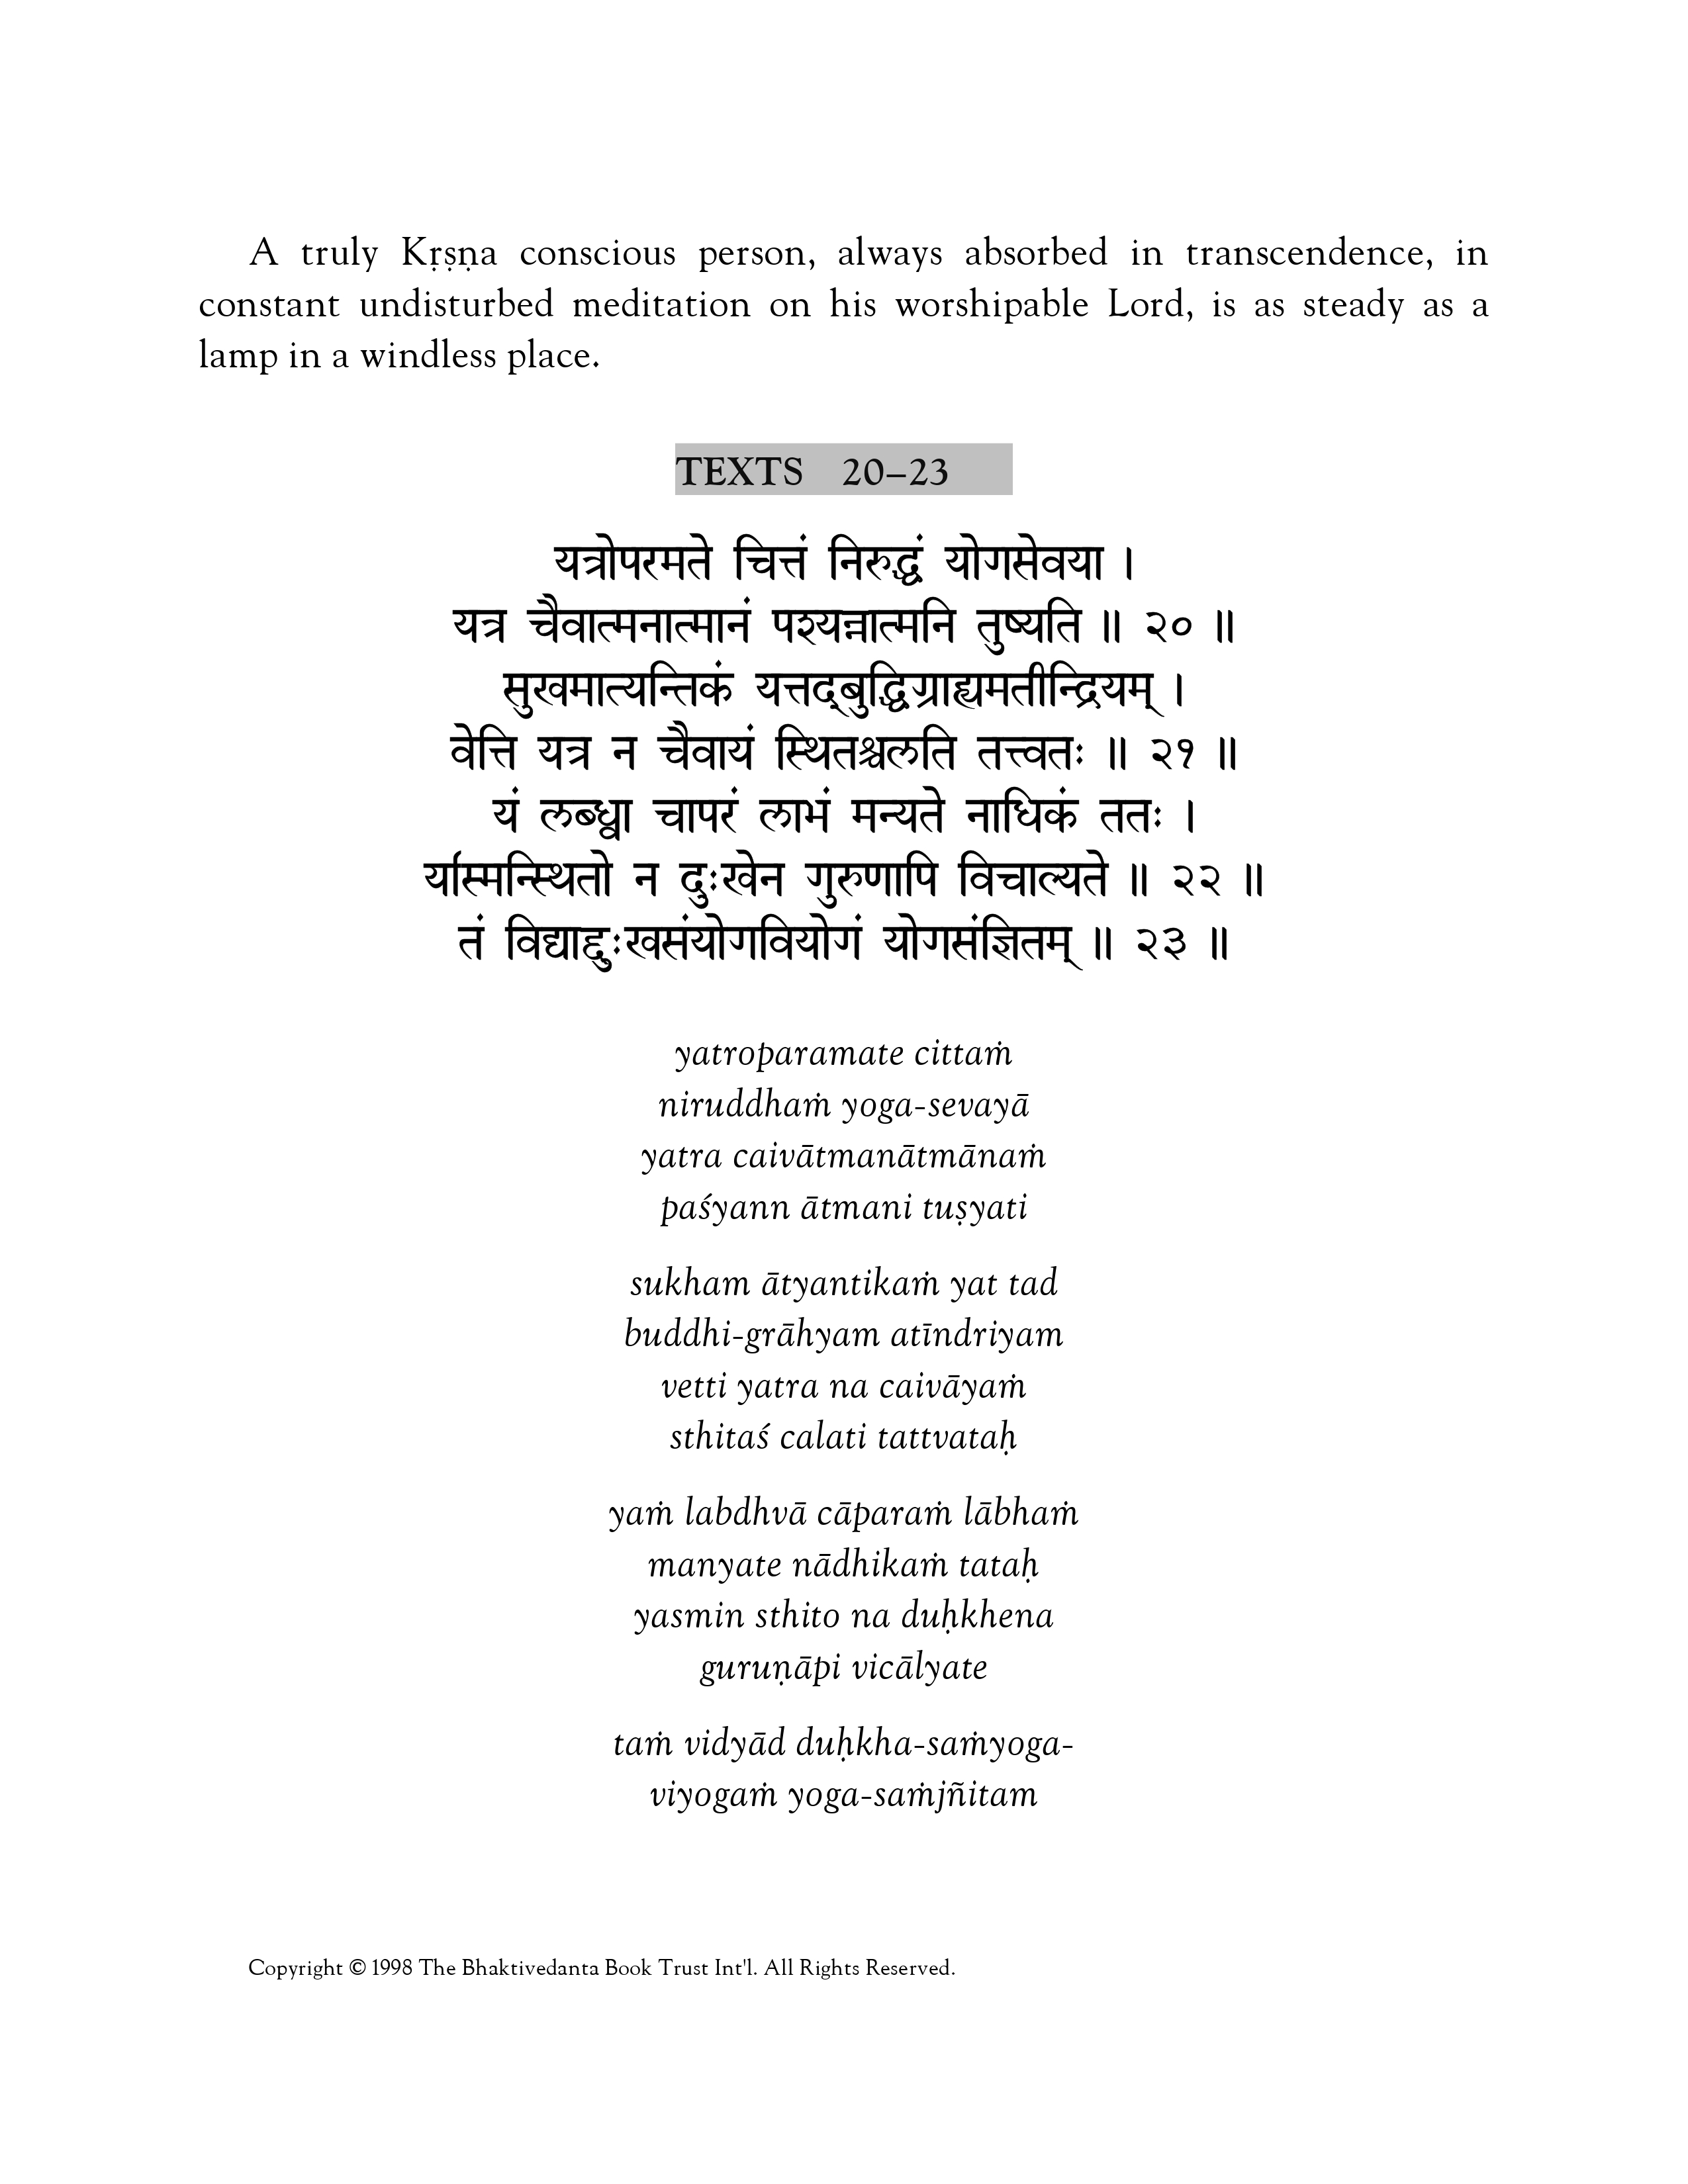 A truly Kṛṣṇa conscious person, always absorbed in transcendence, in
constant undisturbed meditation on his worshipable Lord, is as steady as a
lamp in a windless place.
TEXTS 20–23
यत्रोपरमते चित्तं निरुद्धं योगसेवया ।
यत्र चैवात्मनात्मानं पश्यन्नात्मनि तुष्यति ॥ २० ॥
सुखमात्यन्तिकं यत्तद्बुद्धिग्राह्यमतीन्द्रियम् ।
वेत्ति यत्र न चैवायं स्थितश्चलति तत्त्वतः ॥ २१ ॥
यं लब्ध्वा चापरं लाभं मन्यते नाधिकं ततः ।
यस्मिन्स्थितो न दुःखेन गुरुणापि विचाल्यते ॥ २२ ॥
तं विद्याद्दुःखसंयोगवियोगं योगसंज्ञितम् ॥ २३ ॥
yatroparamate cittaṁ
niruddhaṁ yoga-sevayā
yatra caivātmanātmānaṁ
paśyann ātmani tuṣyati
sukham ātyantikaṁ yat tad
buddhi-grāhyam atīndriyam
vetti yatra na caivāyaṁ
sthitaś calati tattvataḥ
yaṁ labdhvā cāparaṁ lābhaṁ
manyate nādhikaṁ tataḥ
yasmin sthito na duḥkhena
guruṇāpi vicālyate
taṁ vidyād duḥkha-saṁyoga-
viyogaṁ yoga-saṁjñitam
Copyright © 1998 The Bhaktivedanta Book Trust Int'l. All Rights Reserved.